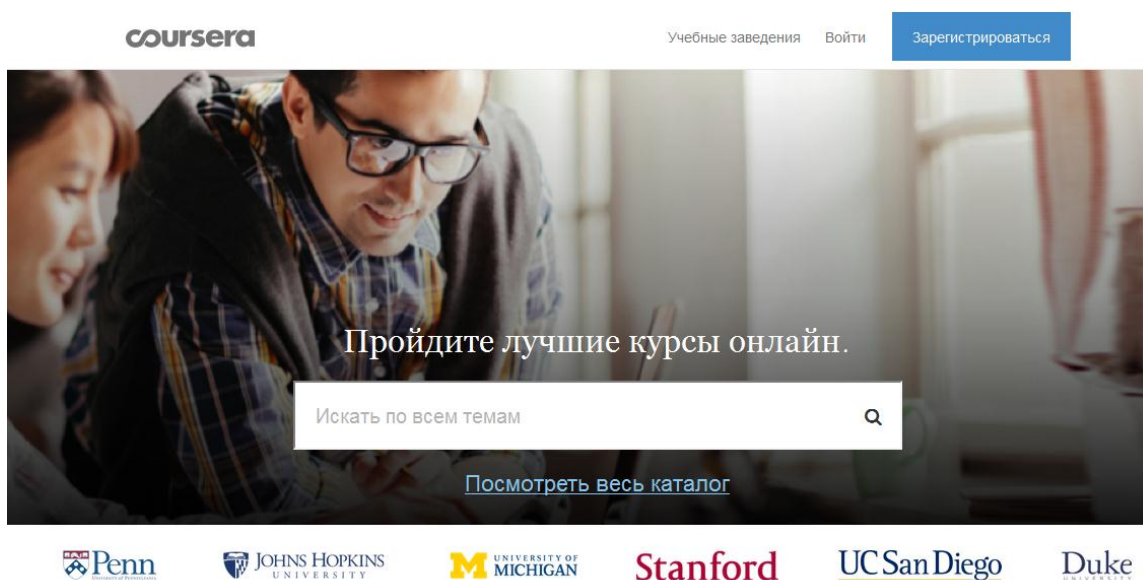 coursera
Учебные заведения Войти Зарегистрироваться
Пройдите лучшие курсы онлайн.
Искать по всем темам
Посмотреть весь каталог
Penn
JOHNS HOPKINS
UNIVERSITY
UNIVERSITY OF
MICHIGAN
Stanford
UC San Diego
Duke
UNIVERSITY